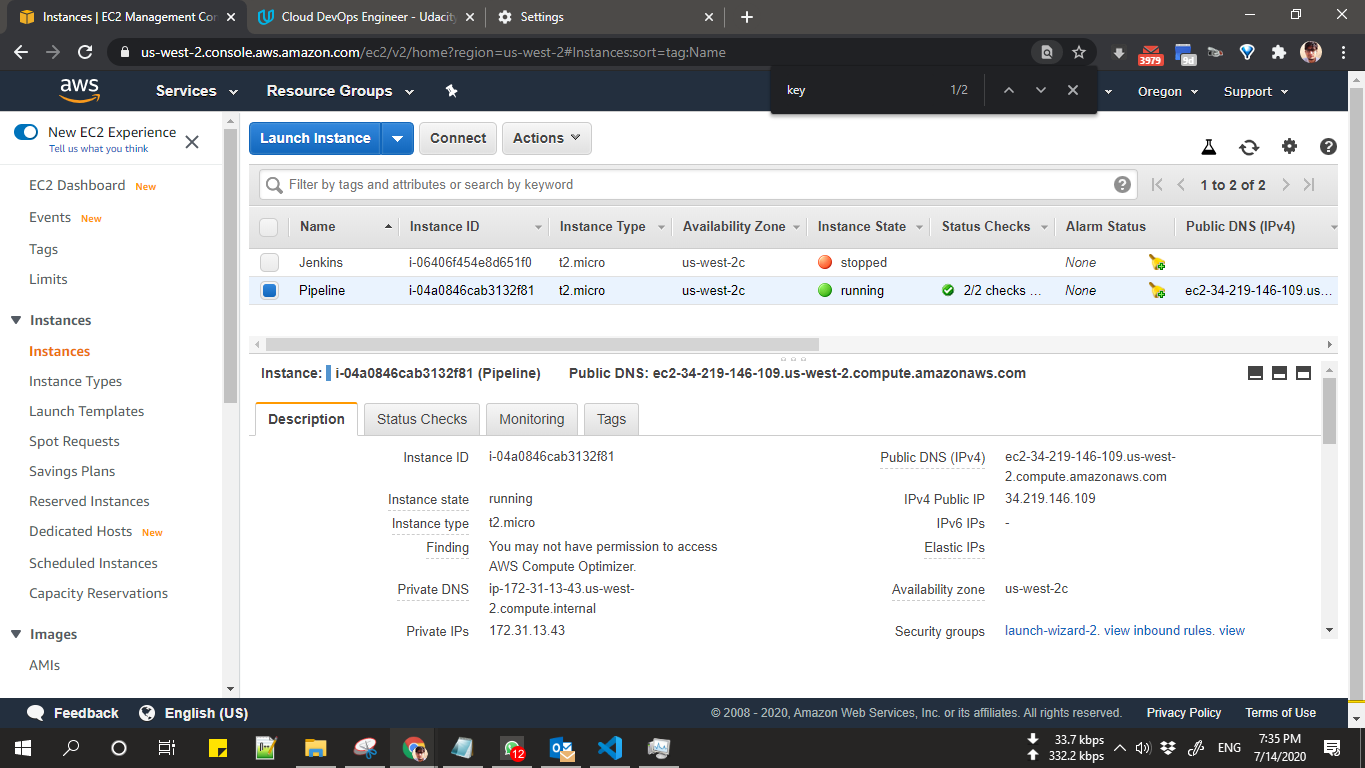 Instances | EC2 Management Con
Cloud DevOps Engineer - Udacity
Settings
us-west-2.console.aws.amazon.com/ec2/v2/home?region=us-west-2#Instances:sort=tag:Name
3979
9d
aws
Services
Resource Groups
key
1/2
Oregon
Support
New EC2 Experience
Tell us what you think
Launch Instance
Connect
Actions
EC2 Dashboard New
Events New
Tags
Limits
Instances
Instances
Instance Types
Launch Templates
Spot Requests
Savings Plans
Reserved Instances
Dedicated Hosts New
Scheduled Instances
Capacity Reservations
Images
AMIs
Filter by tags and attributes or search by keyword
1 to 2 of 2
Name Instance ID Instance Type Availability Zone Instance State Status Checks Alarm Status Public DNS (IPv4)
Jenkins i-06406f454e8d651f0 t2.micro us-west-2c stopped None
Pipeline i-04a0846cab3132f81 t2.micro us-west-2c running 2/2 checks ... None ec2-34-219-146-109.us...
Instance: i-04a0846cab3132f81 (Pipeline) Public DNS: ec2-34-219-146-109.us-west-2.compute.amazonaws.com
Description Status Checks Monitoring Tags
Instance ID i-04a0846cab3132f81
Instance state running
Instance type t2.micro
Finding You may not have permission to access
AWS Compute Optimizer.
Private DNS ip-172-31-13-43.us-west-
2.compute.internal
Private IPs 172.31.13.43
Public DNS (IPv4) ec2-34-219-146-109.us-west-
2.compute.amazonaws.com
IPv4 Public IP 34.219.146.109
IPv6 IPs -
Elastic IPs
Availability zone us-west-2c
Security groups launch-wizard-2. view inbound rules. view
Feedback
English (US)
© 2008 - 2020, Amazon Web Services, Inc. or its affiliates. All rights reserved.
Privacy Policy
Terms of Use
12
33.7 kbps
332.2 kbps
ENG
7:35 PM
7/14/2020